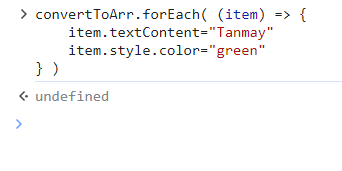 convertToArr.forEach( (item) => {
    item.textContent="Tanmay"
    item.style.color="green"
} )
undefined